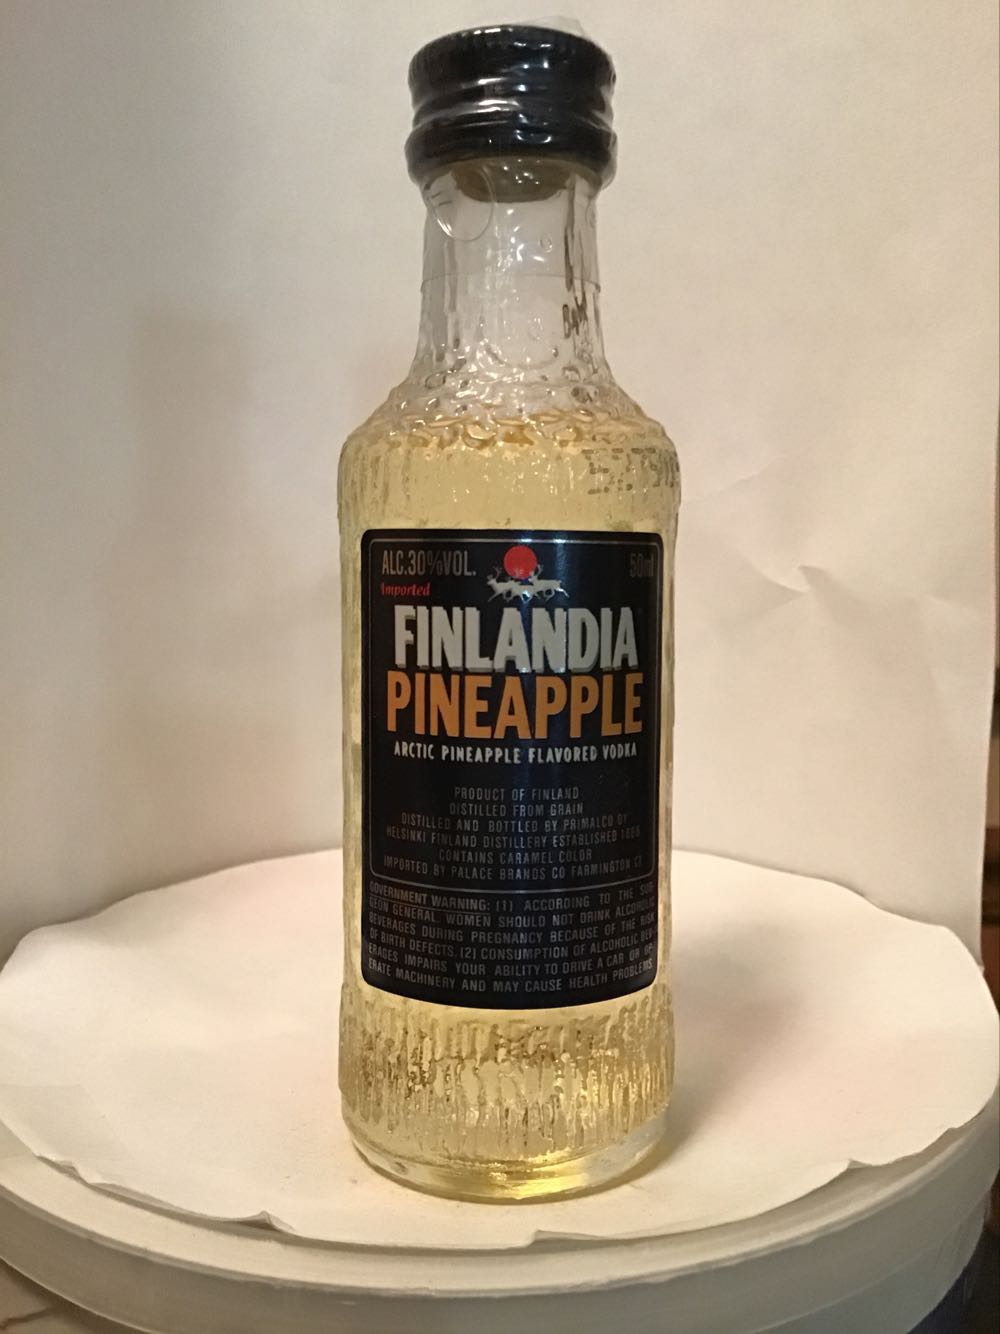 ALC.30%VOL.
50ml
Imported
FINLANDIA
PINEAPPLE
ARCTIC PINEAPPLE FLAVORED VODKA
PRODUCT OF FINLAND
DISTILLED FROM GRAIN
DISTILLED AND BOTTLED BY PRIMALCO OY
HELSINKI FINLAND DISTILLERY ESTABLISHED 1888
CONTAINS CARAMEL COLOR
IMPORTED BY PALACE BRANDS CO FARMINGTON CT
GOVERNMENT WARNING: (1) ACCORDING TO THE SUR-
GEON GENERAL, WOMEN SHOULD NOT DRINK ALCOHOLIC
BEVERAGES DURING PREGNANCY BECAUSE OF THE RISK
OF BIRTH DEFECTS. (2) CONSUMPTION OF ALCOHOLIC BEV-
ERAGES IMPAIRS YOUR ABILITY TO DRIVE A CAR OR OP-
ERATE MACHINERY AND MAY CAUSE HEALTH PROBLEMS.